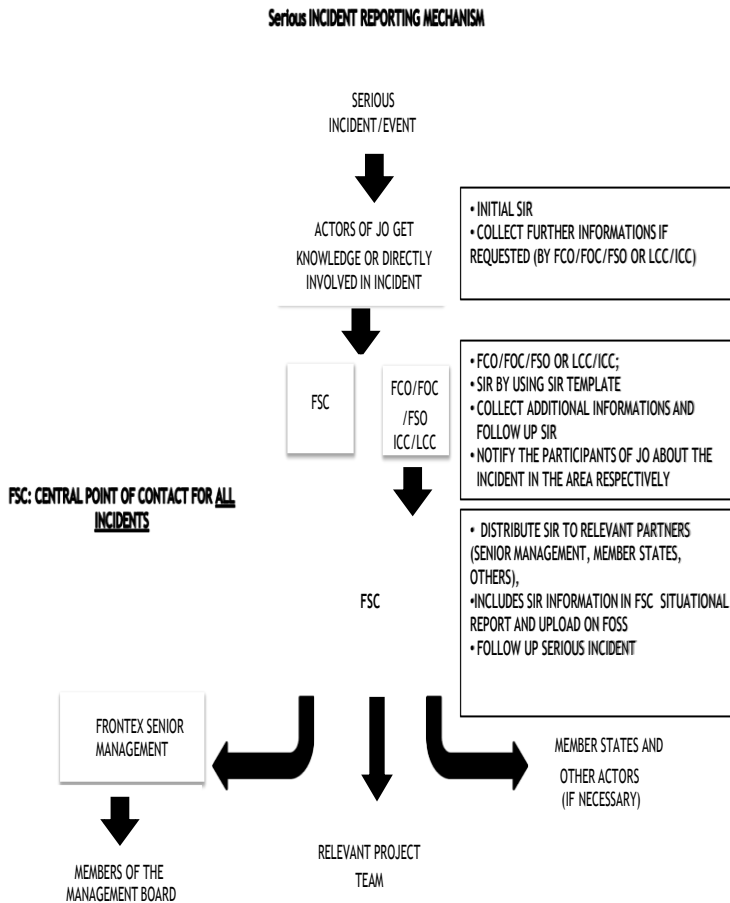 Serious INCIDENT REPORTING MECHANISM
SERIOUS
INCIDENT/EVENT
ACTORS OF JO GET
KNOWLEDGE OR DIRECTLY
INVOLVED IN INCIDENT
• INITIAL SIR
• COLLECT FURTHER INFORMATIONS IF
REQUESTED (BY FCO/FOC/FSO OR LCC/ICC)
FSC
FCO/FOC
/FSO
ICC/LCC
• FCO/FOC/FSO OR LCC/ICC;
• SIR BY USING SIR TEMPLATE
• COLLECT ADDITIONAL INFORMATIONS AND
FOLLOW UP SIR
• NOTIFY THE PARTICIPANTS OF JO ABOUT THE
INCIDENT IN THE AREA RESPECTIVELY
FSC: CENTRAL POINT OF CONTACT FOR ALL
INCIDENTS
FSC
• DISTRIBUTE SIR TO RELEVANT PARTNERS
(SENIOR MANAGEMENT, MEMBER STATES,
OTHERS),
•INCLUDES SIR INFORMATION IN FSC SITUATIONAL
REPORT AND UPLOAD ON FOSS
• FOLLOW UP SERIOUS INCIDENT
FRONTEX SENIOR
MANAGEMENT
MEMBER STATES AND
OTHER ACTORS
(IF NECESSARY)
RELEVANT PROJECT
TEAM
MEMBERS OF THE
MANAGEMENT BOARD